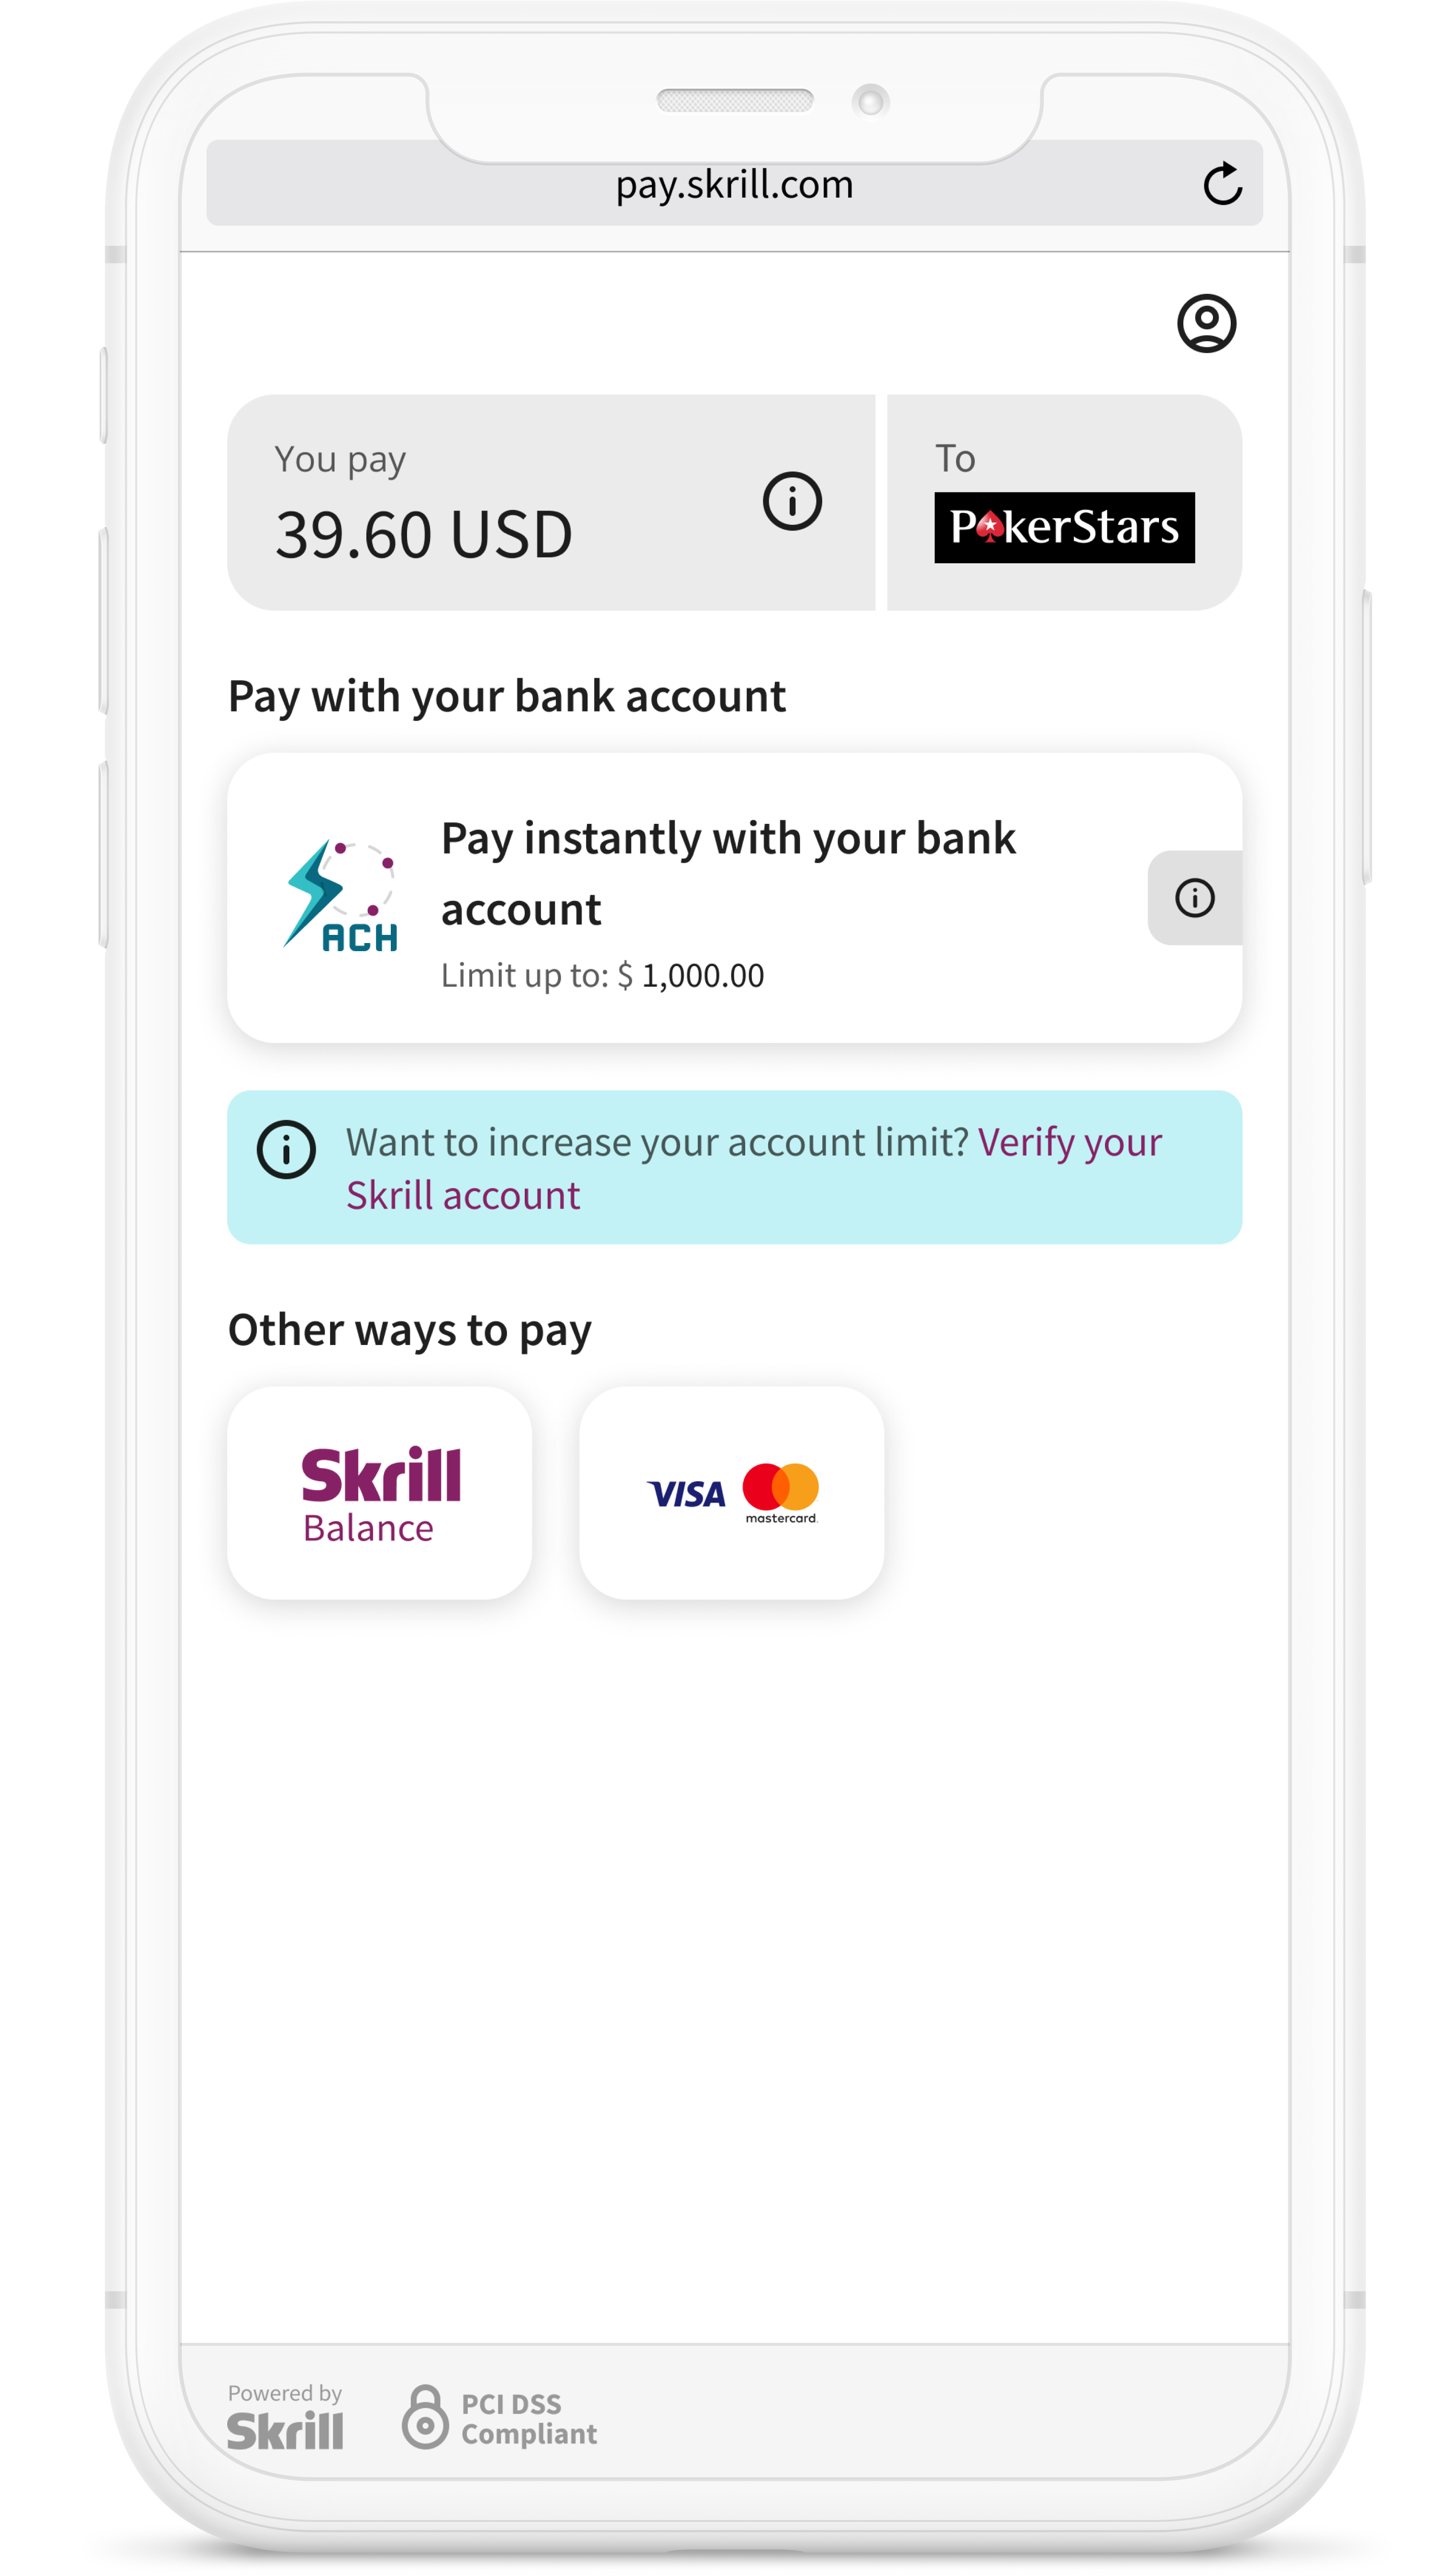 pay.skrill.com
You pay
39.60 USD
To
PokerStars
Pay with your bank account
Pay instantly with your bank
account
ACH
Limit up to: $ 1,000.00
Want to increase your account limit? Verify your
Skrill account
Other ways to pay
Skrill
Balance
VISA
mastercard.
Powered by
Skrill
PCI DSS
Compliant